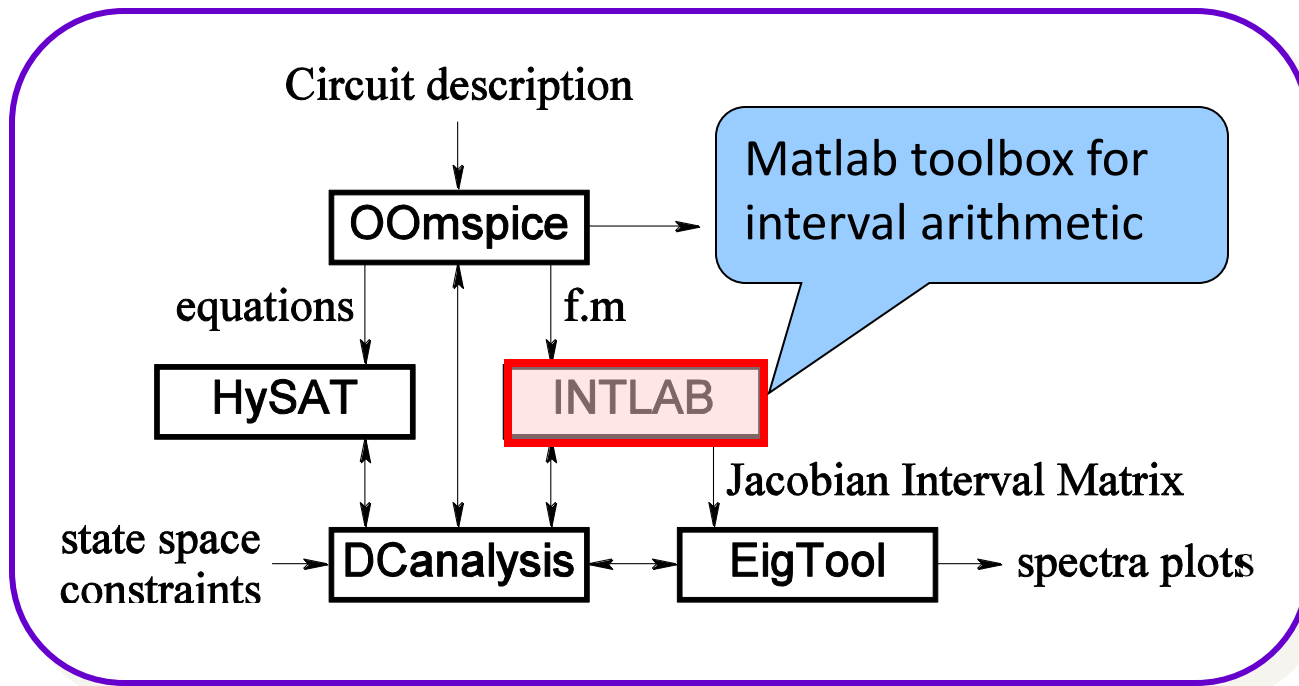 Circuit description
Matlab toolbox for
interval arithmetic
OOmspice
equations
f.m
HySAT
INTLAB
Jacobian Interval Matrix
state space
constraints
DCanalysis
EigTool
spectra plots